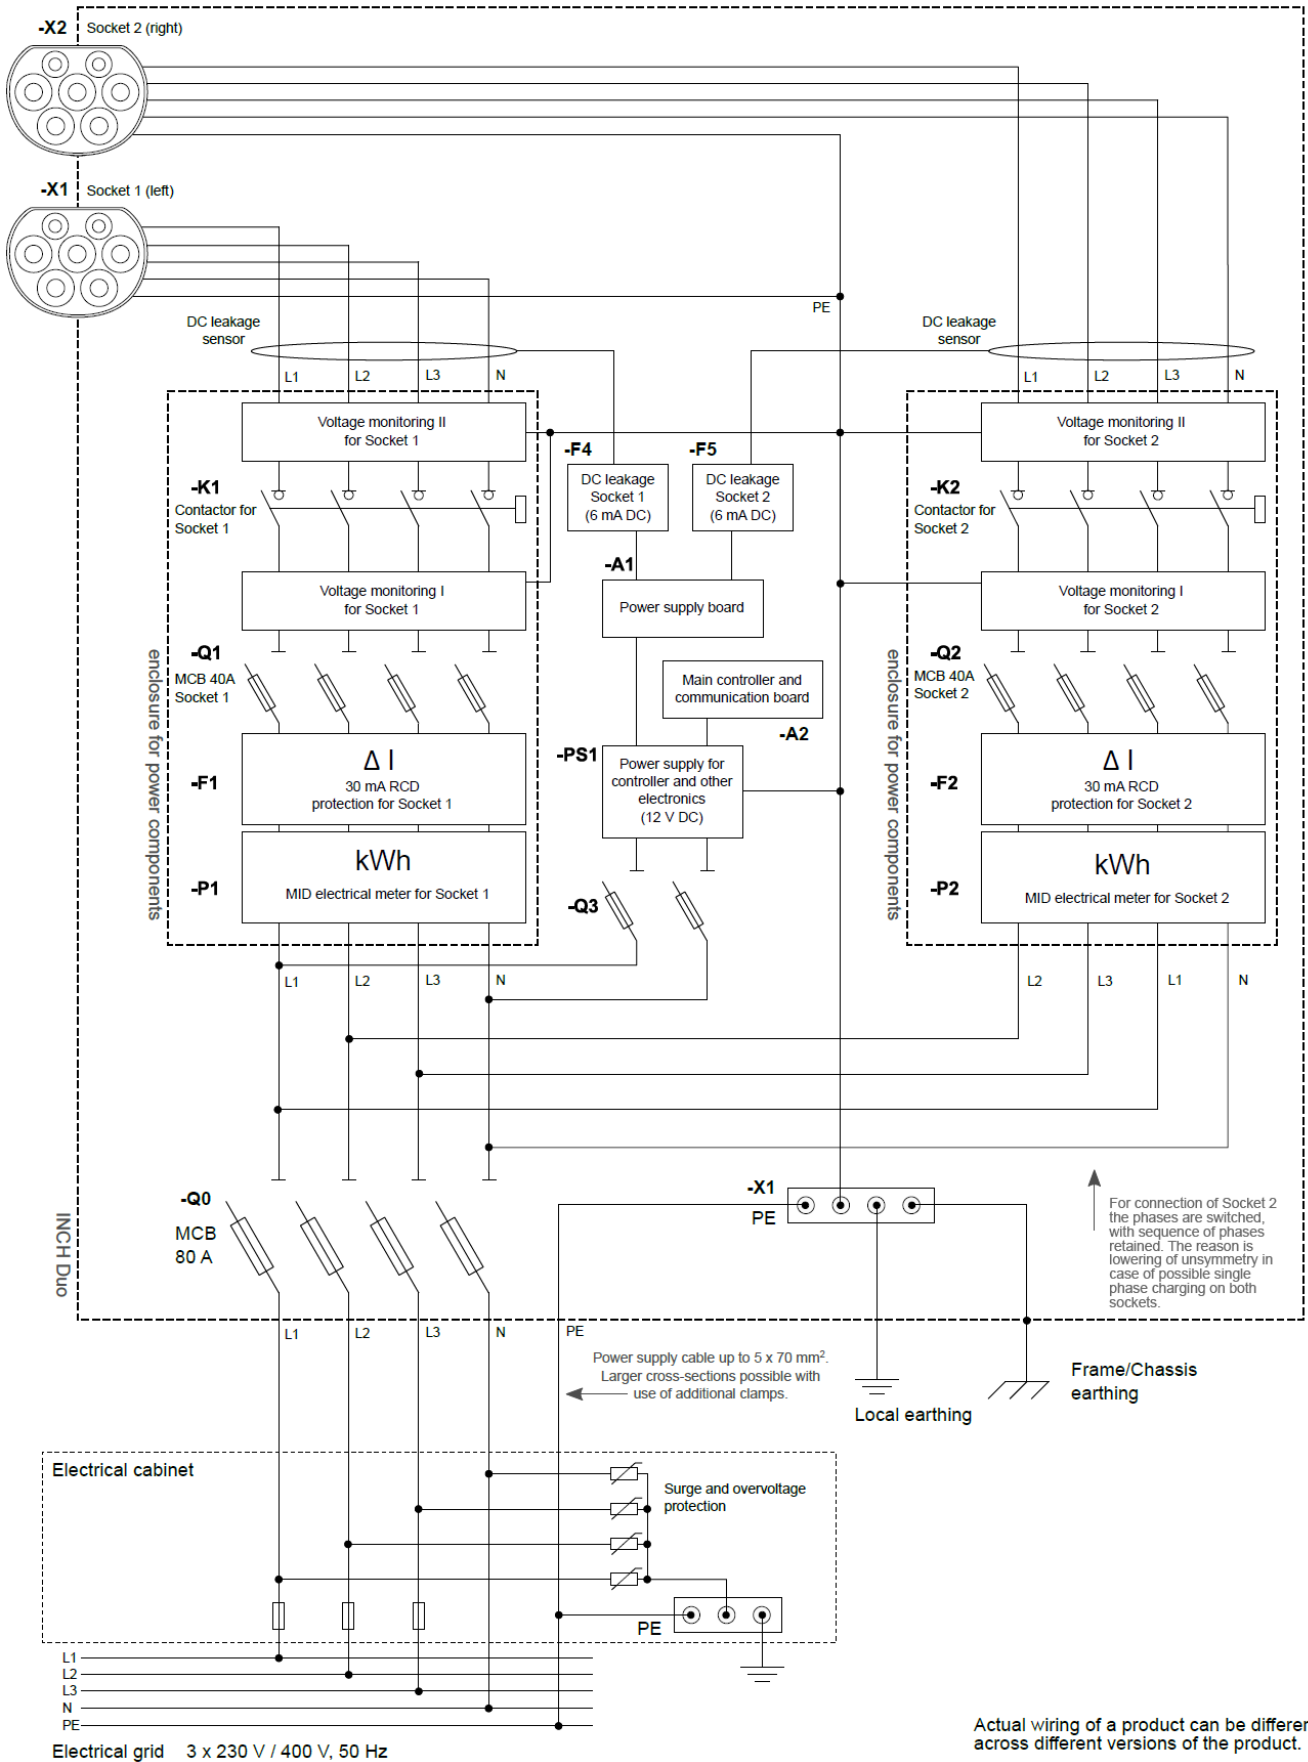 -X2 Socket 2 (right)
-X1 Socket 1 (left)
PE
DC leakage
sensor
DC leakage
sensor
L1 L2 L3 N
L1 L2 L3 N
Voltage monitoring II
for Socket 1
Voltage monitoring II
for Socket 2
-F4
-F5
DC leakage
Socket 1
(6 mA DC)
DC leakage
Socket 2
(6 mA DC)
-K1
Contactor for
Socket 1
-K2
Contactor for
Socket 2
-A1
Power supply board
Voltage monitoring I
for Socket 1
Voltage monitoring I
for Socket 2
-Q1
MCB 40A
Socket 1
-Q2
MCB 40A
Socket 2
enclosure for power components
enclosure for power components
Main controller and
communication board
-A2
-PS1
Power supply for
controller and other
electronics
(12 V DC)
-F1
Δ I
30 mA RCD
protection for Socket 1
-F2
Δ I
30 mA RCD
protection for Socket 2
-P1
kWh
MID electrical meter for Socket 1
-P2
kWh
MID electrical meter for Socket 2
-Q3
L1 L2 L3 N
L2 L3 L1 N
-Q0
MCB
80 A
-X1
PE
For connection of Socket 2
the phases are switched,
with sequence of phases
retained. The reason is
lowering of unsymmetry in
case of possible single
phase charging on both
sockets.
INCH Duo
L1 L2 L3 N PE
Power supply cable up to 5 x 70 mm².
Larger cross-sections possible with
use of additional clamps.
Local earthing
Frame/Chassis
earthing
Electrical cabinet
Surge and overvoltage
protection
PE
L1
L2
L3
N
PE
Electrical grid 3 x 230 V / 400 V, 50 Hz
Actual wiring of a product can be differen
across different versions of the product.